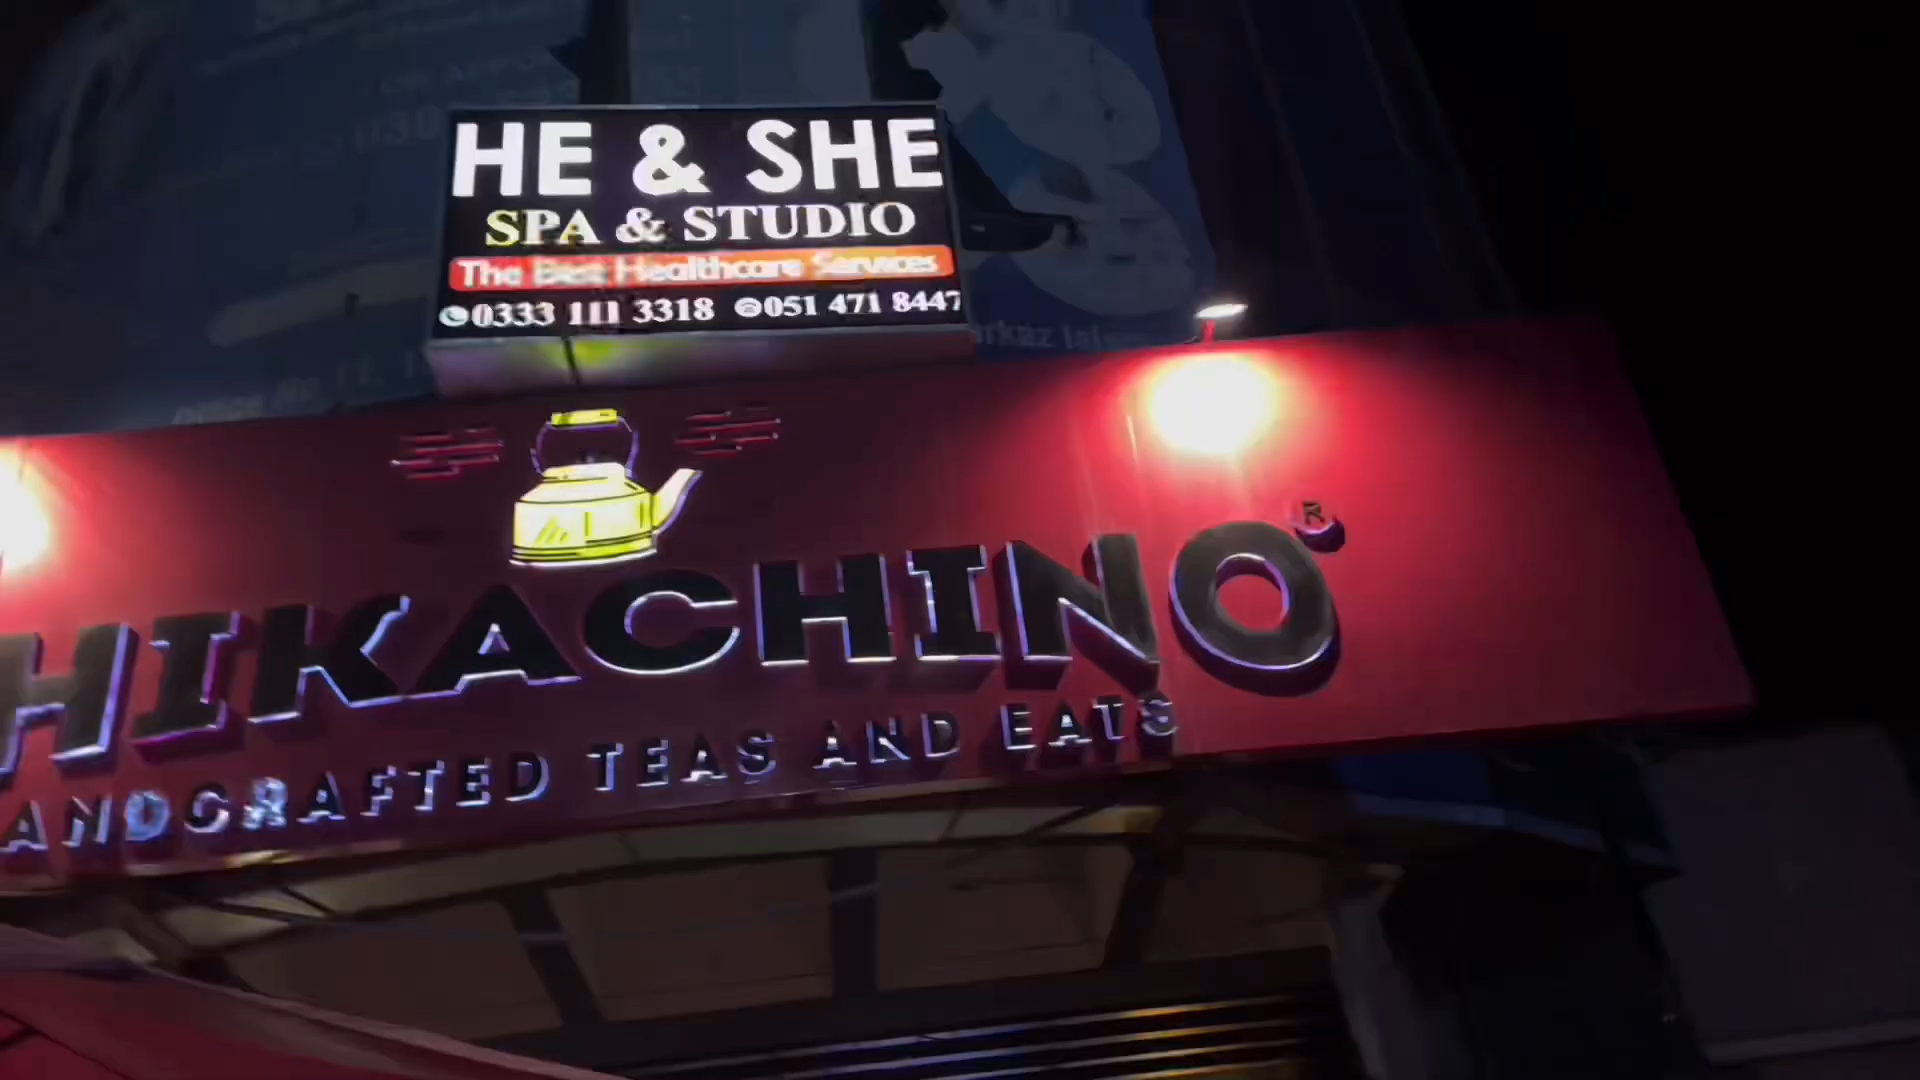 HE & SHE
SPA & STUDIO
The Best Healthcare Services
0333 111 3318 051 471 8447
HIKACHINO®
ANDCRAFTED TEAS AND EATS